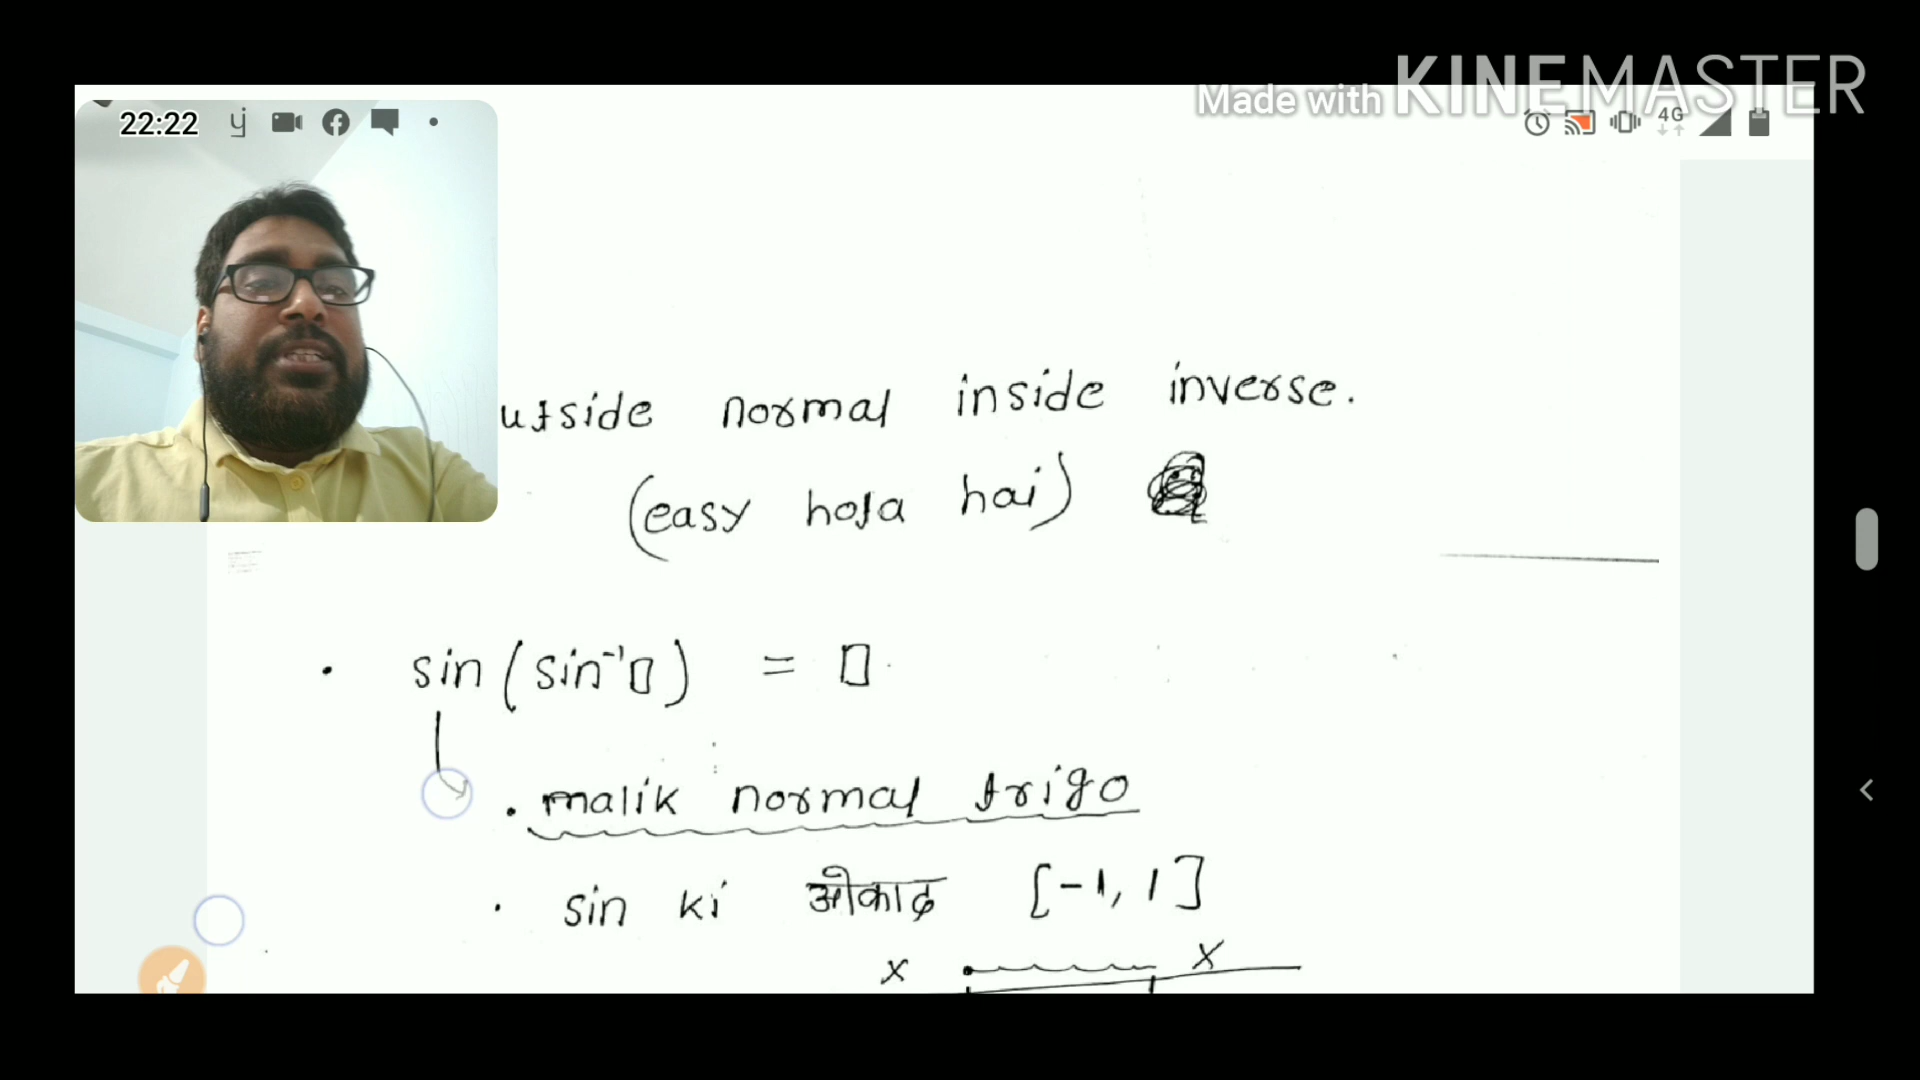 Made with KINEMASTER
22:22
4G
utside normal inside inverse.
(easy hota hai)
• sin (sin⁻¹▯) = ▯
• malik normal trigo
• sin ki औकाद [-1, 1]
x x